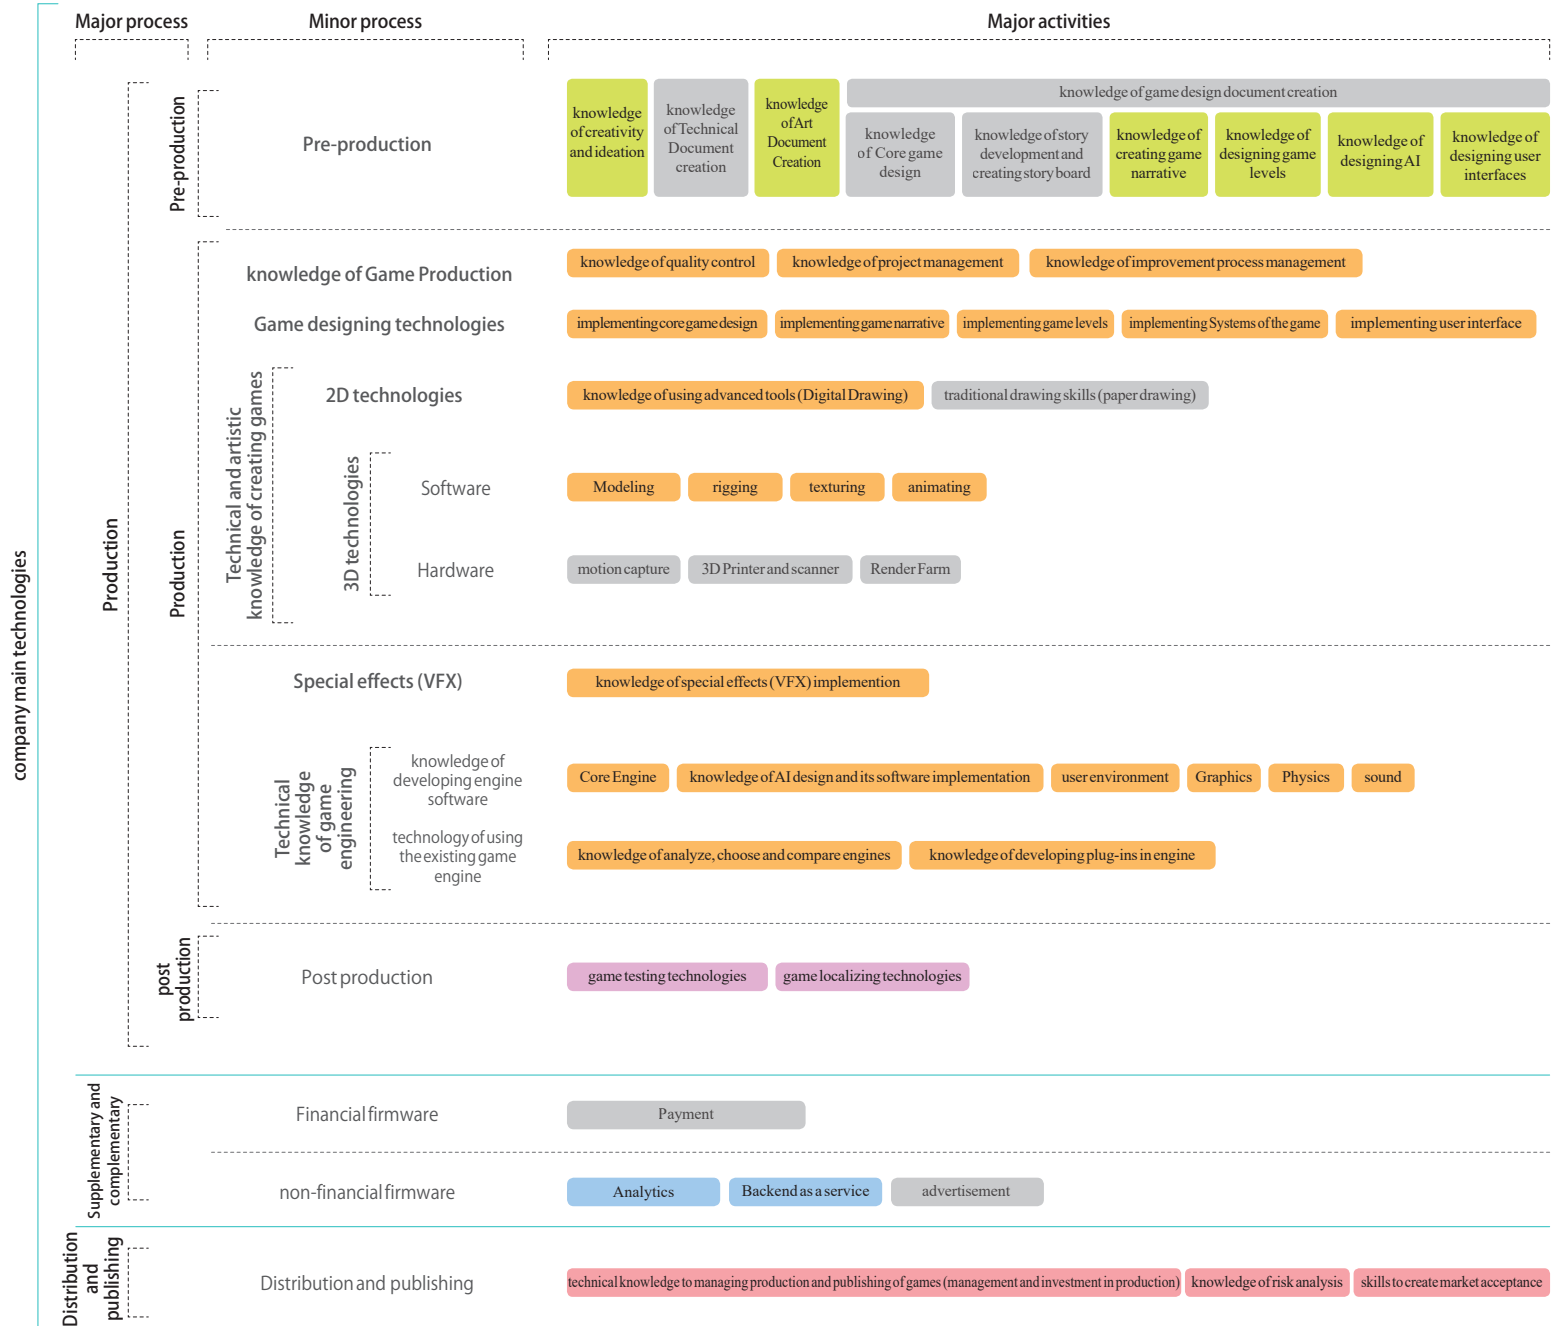 Major process
Minor process
Major activities
company main technologies
Production
Pre-production
Pre-production
knowledge
of creativity
and ideation
knowledge
of Technical
Document
creation
knowledge
of Art
Document
Creation
knowledge of game design document creation
knowledge
of Core game
design
knowledge of story
development and
creating story board
knowledge of
creating game
narrative
knowledge of
designing game
levels
knowledge of
designing AI
knowledge of
designing user
interfaces
Production
knowledge of Game Production
knowledge of quality control
knowledge of project management
knowledge of improvement process management
Game designing technologies
implementing core game design
implementing game narrative
implementing game levels
implementing Systems of the game
implementing user interface
Technical and artistic
knowledge of creating games
2D technologies
knowledge of using advanced tools (Digital Drawing)
traditional drawing skills (paper drawing)
3D technologies
Software
Modeling
rigging
texturing
animating
Hardware
motion capture
3D Printer and scanner
Render Farm
Special effects (VFX)
knowledge of special effects (VFX) implemention
Technical
knowledge
of game
engineering
knowledge of
developing engine
software
Core Engine
knowledge of AI design and its software implementation
user environment
Graphics
Physics
sound
technology of using
the existing game
engine
knowledge of analyze, choose and compare engines
knowledge of developing plug-ins in engine
post
production
Post production
game testing technologies
game localizing technologies
Supplementary and
complementary
Financial firmware
Payment
non-financial firmware
Analytics
Backend as a service
advertisement
Distribution
and
publishing
Distribution and publishing
technical knowledge to managing production and publishing of games (management and investment in production)
knowledge of risk analysis
skills to create market acceptance